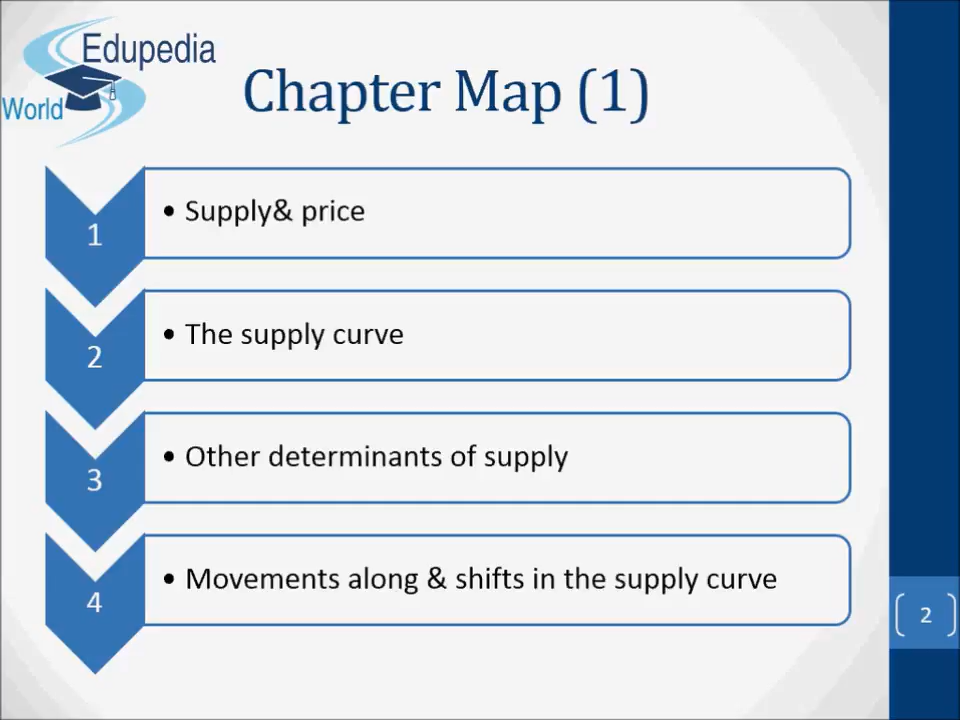 Edupedia
World
Chapter Map (1)
1
• Supply& price
2
• The supply curve
3
• Other determinants of supply
4
• Movements along & shifts in the supply curve
2